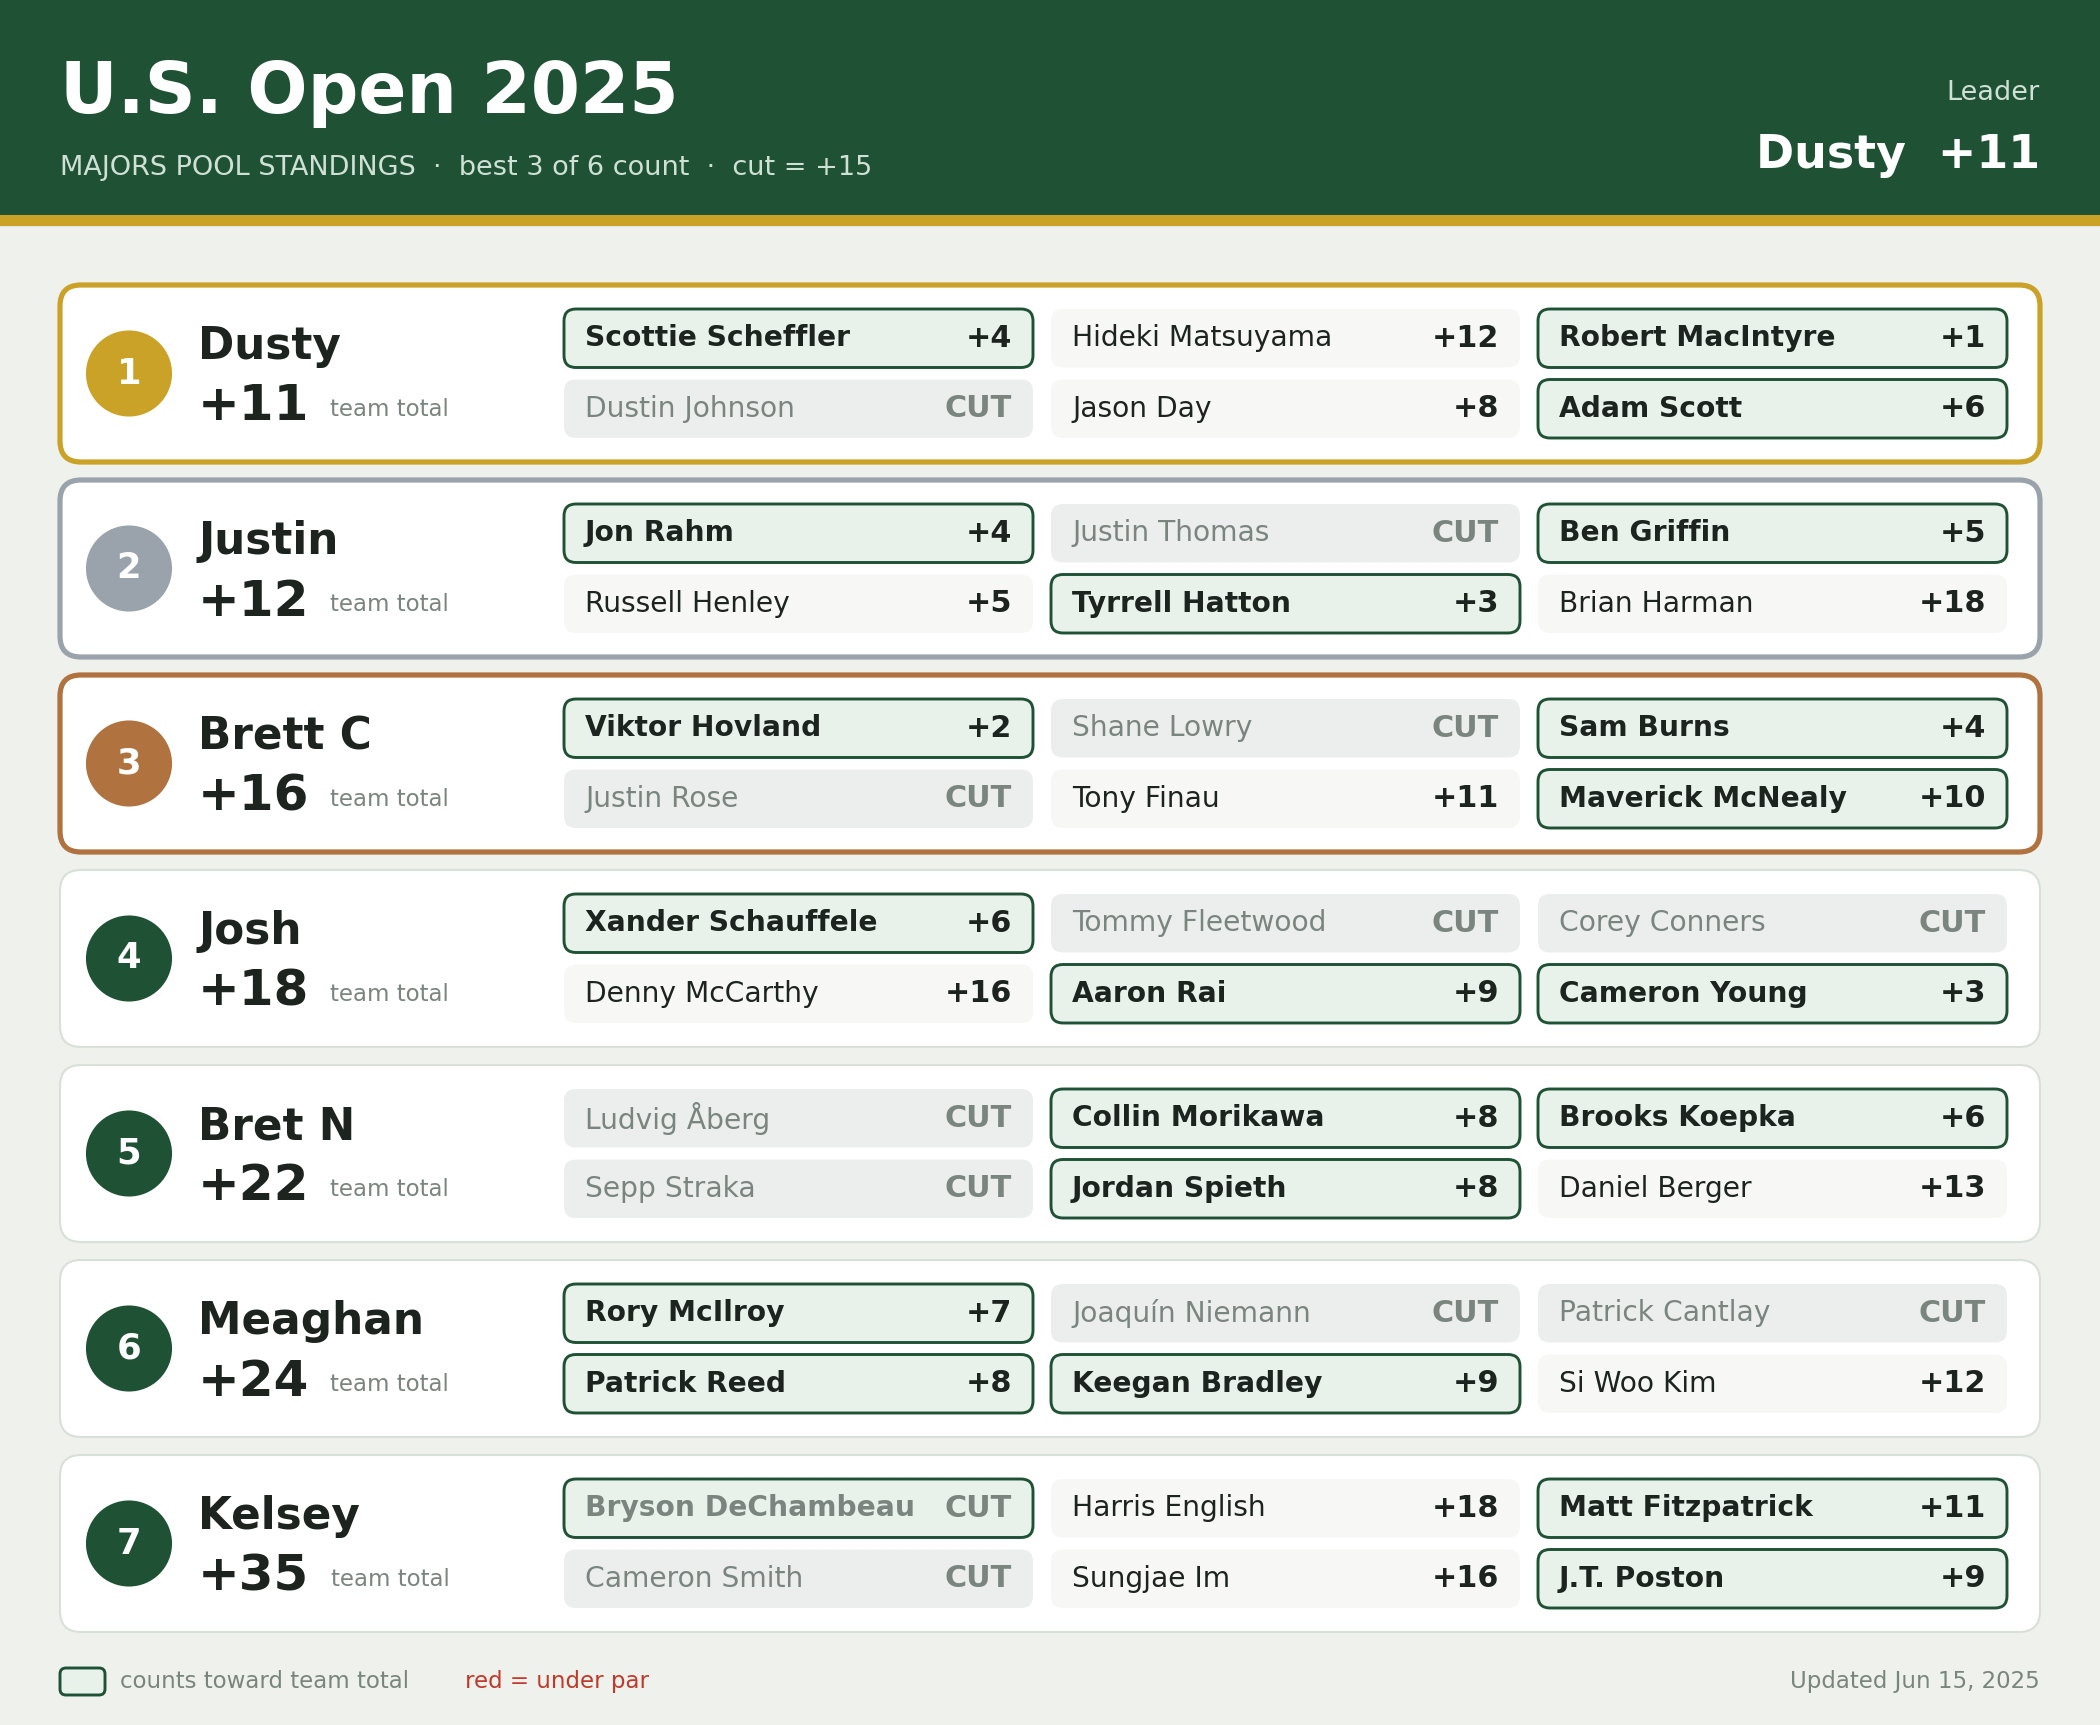 U.S. Open 2025
MAJORS POOL STANDINGS · best 3 of 6 count · cut = +15
Leader
Dusty +11
1
Dusty
+11 team total
Scottie Scheffler +4
Hideki Matsuyama +12
Robert MacIntyre +1
Dustin Johnson CUT
Jason Day +8
Adam Scott +6
2
Justin
+12 team total
Jon Rahm +4
Justin Thomas CUT
Ben Griffin +5
Russell Henley +5
Tyrrell Hatton +3
Brian Harman +18
3
Brett C
+16 team total
Viktor Hovland +2
Shane Lowry CUT
Sam Burns +4
Justin Rose CUT
Tony Finau +11
Maverick McNealy +10
4
Josh
+18 team total
Xander Schauffele +6
Tommy Fleetwood CUT
Corey Conners CUT
Denny McCarthy +16
Aaron Rai +9
Cameron Young +3
5
Bret N
+22 team total
Ludvig Åberg CUT
Collin Morikawa +8
Brooks Koepka +6
Sepp Straka CUT
Jordan Spieth +8
Daniel Berger +13
6
Meaghan
+24 team total
Rory McIlroy +7
Joaquín Niemann CUT
Patrick Cantlay CUT
Patrick Reed +8
Keegan Bradley +9
Si Woo Kim +12
7
Kelsey
+35 team total
Bryson DeChambeau CUT
Harris English +18
Matt Fitzpatrick +11
Cameron Smith CUT
Sungjae Im +16
J.T. Poston +9
counts toward team total
red = under par
Updated Jun 15, 2025